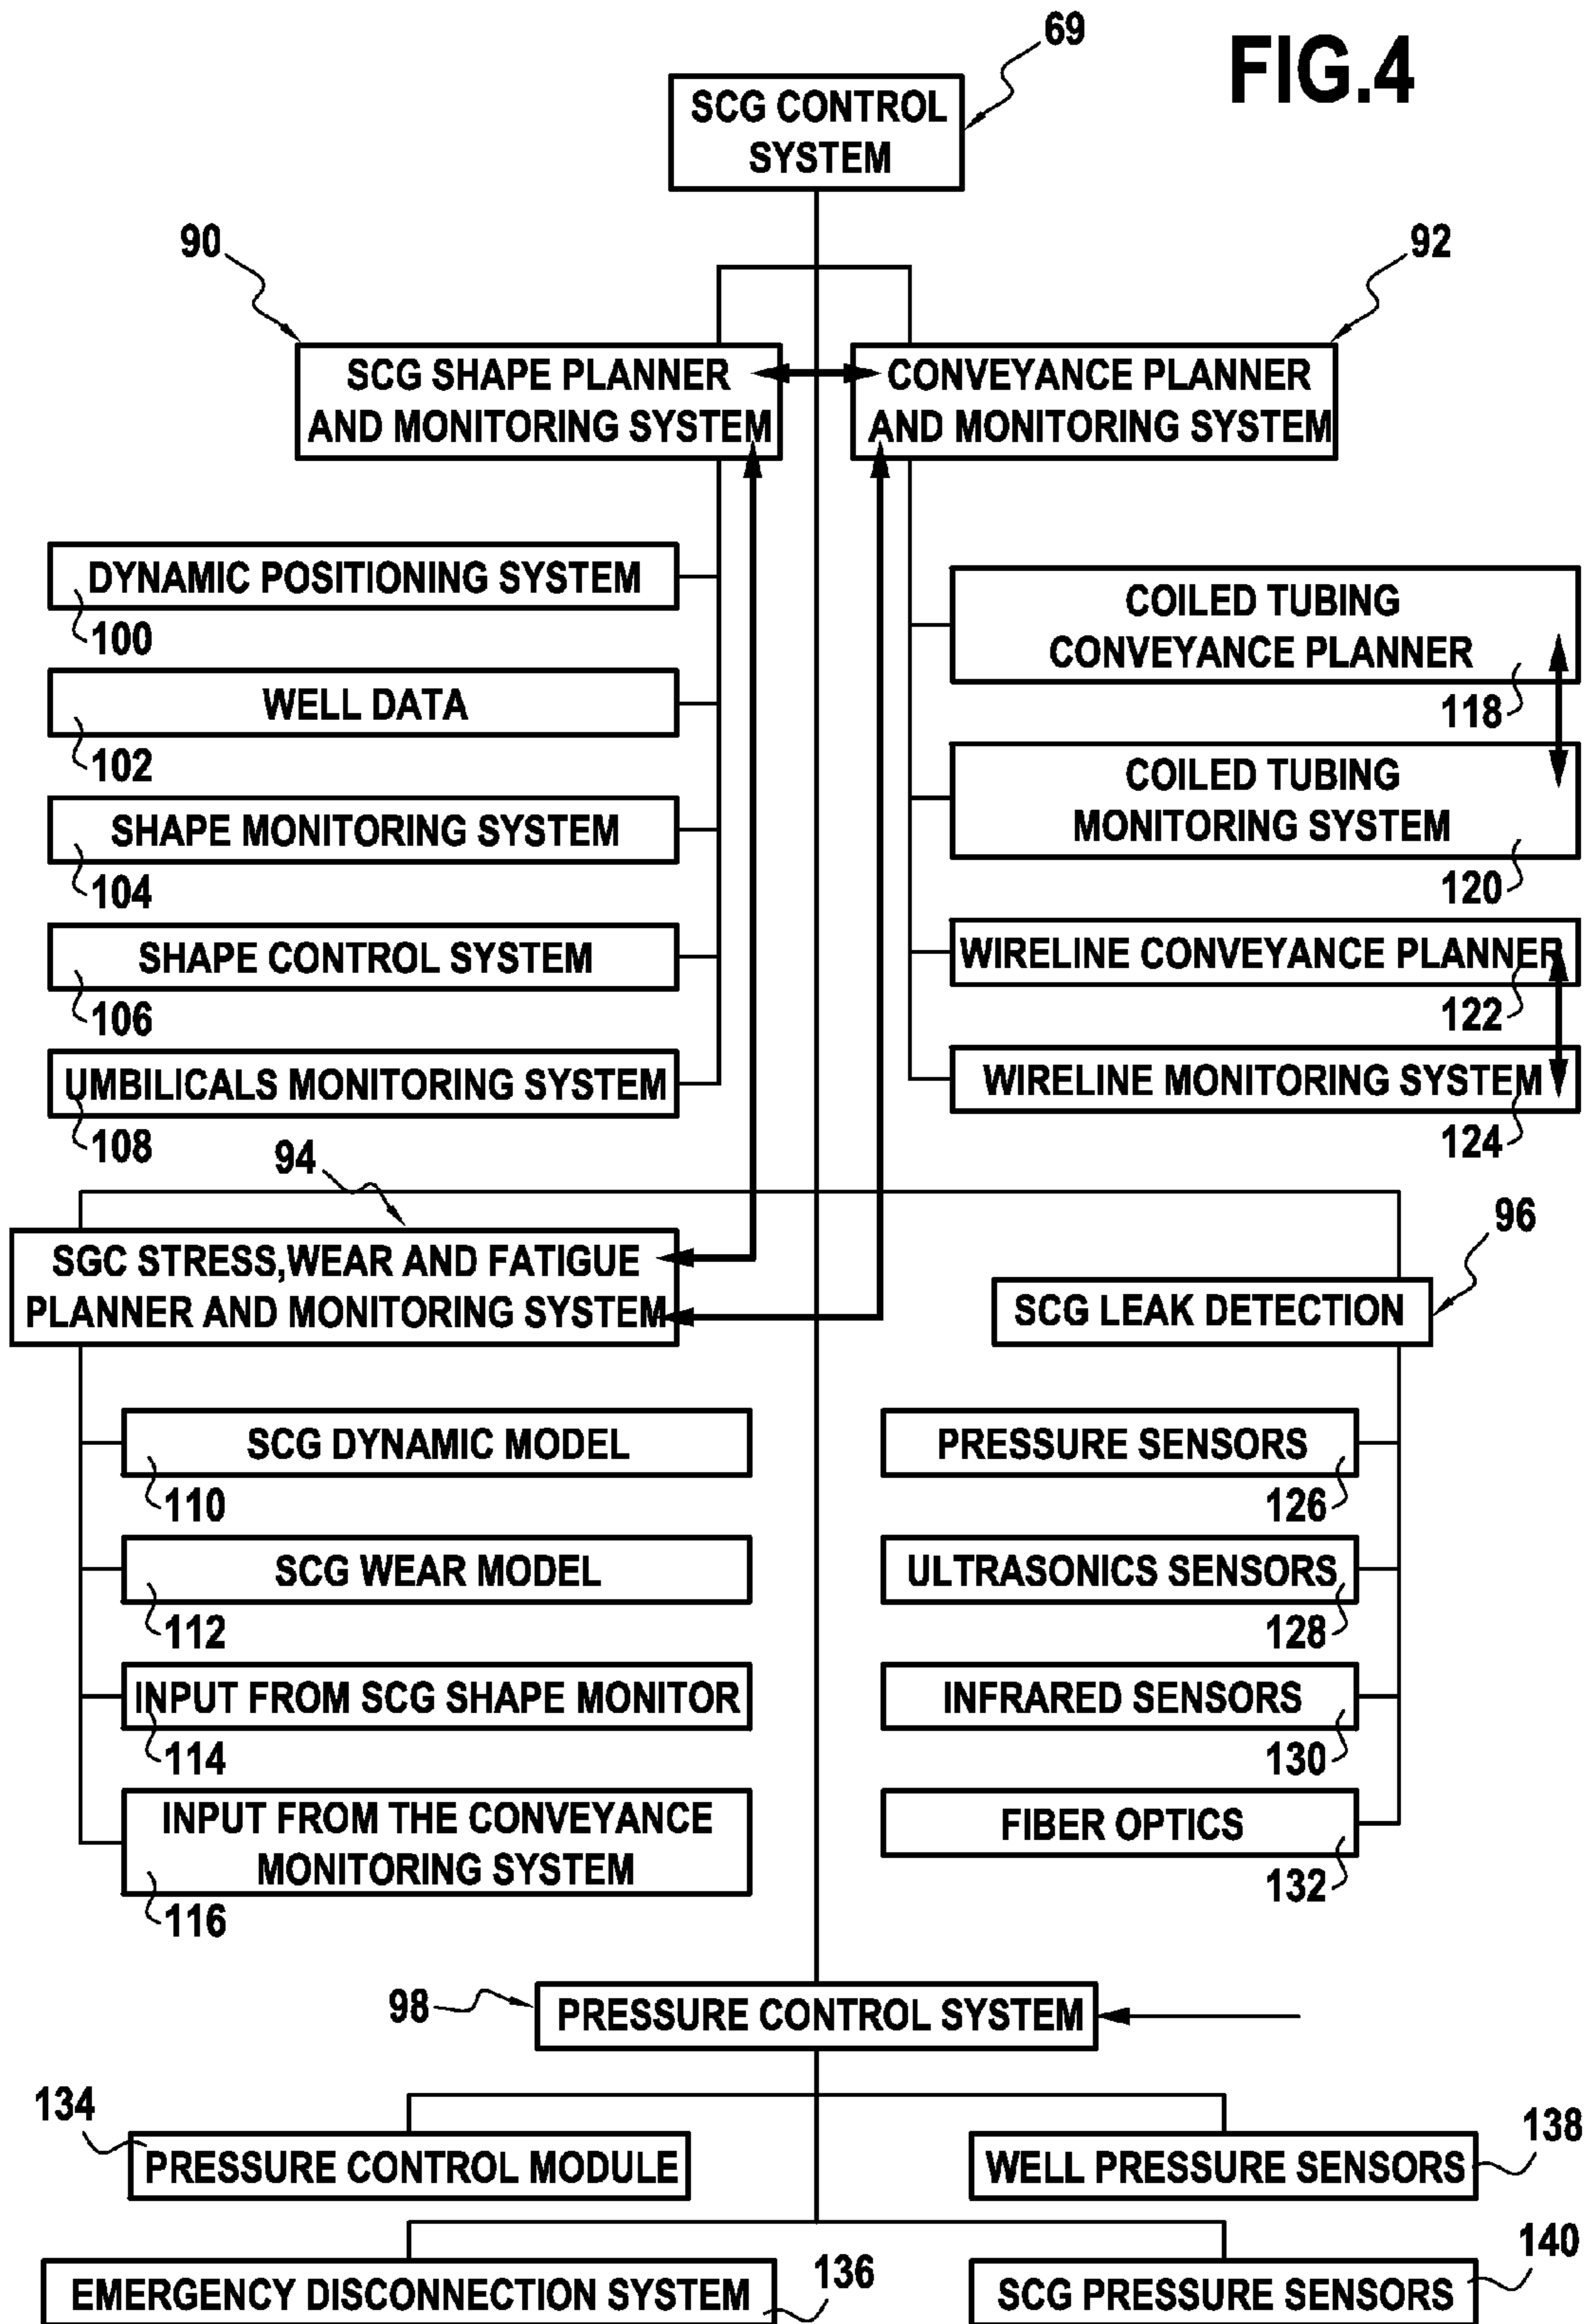 FIG.4
69
SCG CONTROL
SYSTEM
90
92
SCG SHAPE PLANNER
AND MONITORING SYSTEM
CONVEYANCE PLANNER
AND MONITORING SYSTEM
DYNAMIC POSITIONING SYSTEM
100
WELL DATA
102
SHAPE MONITORING SYSTEM
104
SHAPE CONTROL SYSTEM
106
UMBILICALS MONITORING SYSTEM
108
COILED TUBING
CONVEYANCE PLANNER
118
COILED TUBING
MONITORING SYSTEM
120
WIRELINE CONVEYANCE PLANNER
122
WIRELINE MONITORING SYSTEM
124
94
SGC STRESS,WEAR AND FATIGUE
PLANNER AND MONITORING SYSTEM
96
SCG LEAK DETECTION
SCG DYNAMIC MODEL
110
SCG WEAR MODEL
112
INPUT FROM SCG SHAPE MONITOR
114
INPUT FROM THE CONVEYANCE
MONITORING SYSTEM
116
PRESSURE SENSORS
126
ULTRASONICS SENSORS
128
INFRARED SENSORS
130
FIBER OPTICS
132
98
PRESSURE CONTROL SYSTEM
134
PRESSURE CONTROL MODULE
138
WELL PRESSURE SENSORS
136
EMERGENCY DISCONNECTION SYSTEM
140
SCG PRESSURE SENSORS